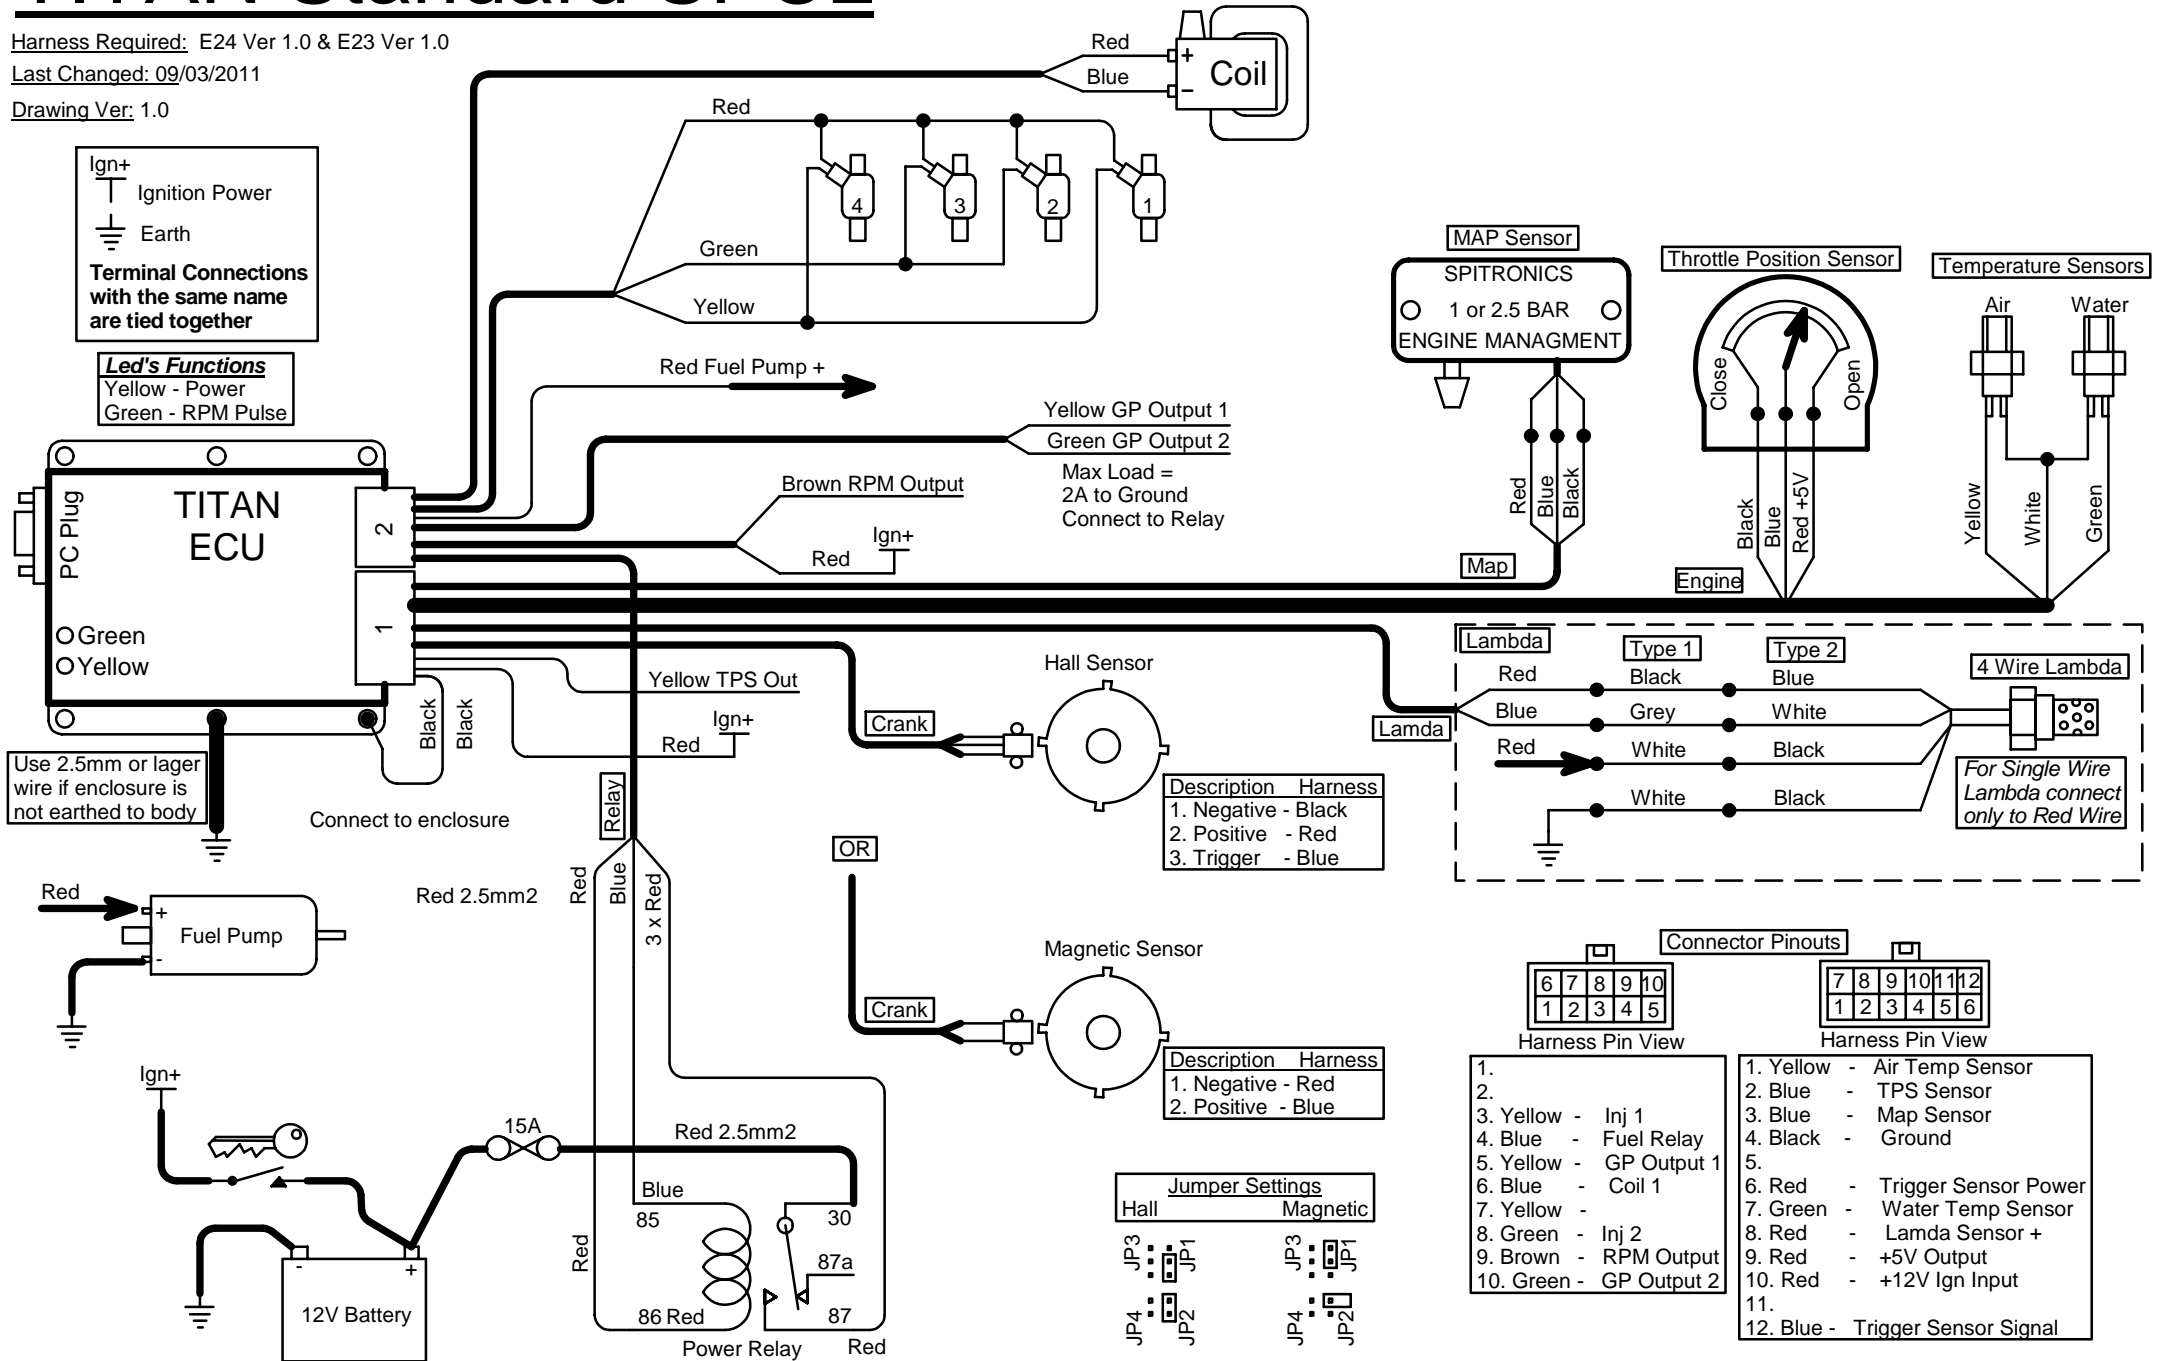 Harness Required: E24 Ver 1.0 & E23 Ver 1.0
Last Changed: 09/03/2011
Drawing Ver: 1.0
Ign+
Ignition Power
Earth
Terminal Connections
with the same name
are tied together
Led's Functions
Yellow - Power
Green - RPM Pulse
Red
Blue
+
-
Coil
Red
Green
Yellow
4
3
2
1
Red Fuel Pump +
Yellow GP Output 1
Green GP Output 2
Max Load =
2A to Ground
Connect to Relay
Brown RPM Output
Red
Ign+
MAP Sensor
SPITRONICS
1 or 2.5 BAR
ENGINE MANAGMENT
Red
Blue
Black
Map
Throttle Position Sensor
Close
Open
Black
Blue
Red +5V
Engine
Temperature Sensors
Air
Water
Yellow
White
Green
PC Plug
TITAN
ECU
2
1
Green
Yellow
Black
Black
Yellow TPS Out
Red
Ign+
Use 2.5mm or lager
wire if enclosure is
not earthed to body
Connect to enclosure
Crank
Hall Sensor
Description Harness
1. Negative - Black
2. Positive - Red
3. Trigger - Blue
Lamda
Lambda
Type 1
Type 2
4 Wire Lambda
Red
Black
Blue
Blue
Grey
White
Red
White
Black
White
Black
For Single Wire
Lambda connect
only to Red Wire
OR
Crank
Magnetic Sensor
Description Harness
1. Negative - Red
2. Positive - Blue
Relay
Red
Blue
3 x Red
Red 2.5mm2
Red
+
-
Fuel Pump
Ign+
15A
Red 2.5mm2
-
+
12V Battery
Blue
85
30
87a
Red
86 Red
87
Power Relay
Red
Jumper Settings
Hall Magnetic
JP3
JP1
JP4
JP2
JP3
JP1
JP4
JP2
Connector Pinouts
6 7 8 9 10
1 2 3 4 5
Harness Pin View
1.
2.
3. Yellow - Inj 1
4. Blue - Fuel Relay
5. Yellow - GP Output 1
6. Blue - Coil 1
7. Yellow -
8. Green - Inj 2
9. Brown - RPM Output
10. Green - GP Output 2
7 8 9 10 11 12
1 2 3 4 5 6
Harness Pin View
1. Yellow - Air Temp Sensor
2. Blue - TPS Sensor
3. Blue - Map Sensor
4. Black - Ground
5.
6. Red - Trigger Sensor Power
7. Green - Water Temp Sensor
8. Red - Lamda Sensor +
9. Red - +5V Output
10. Red - +12V Ign Input
11.
12. Blue - Trigger Sensor Signal